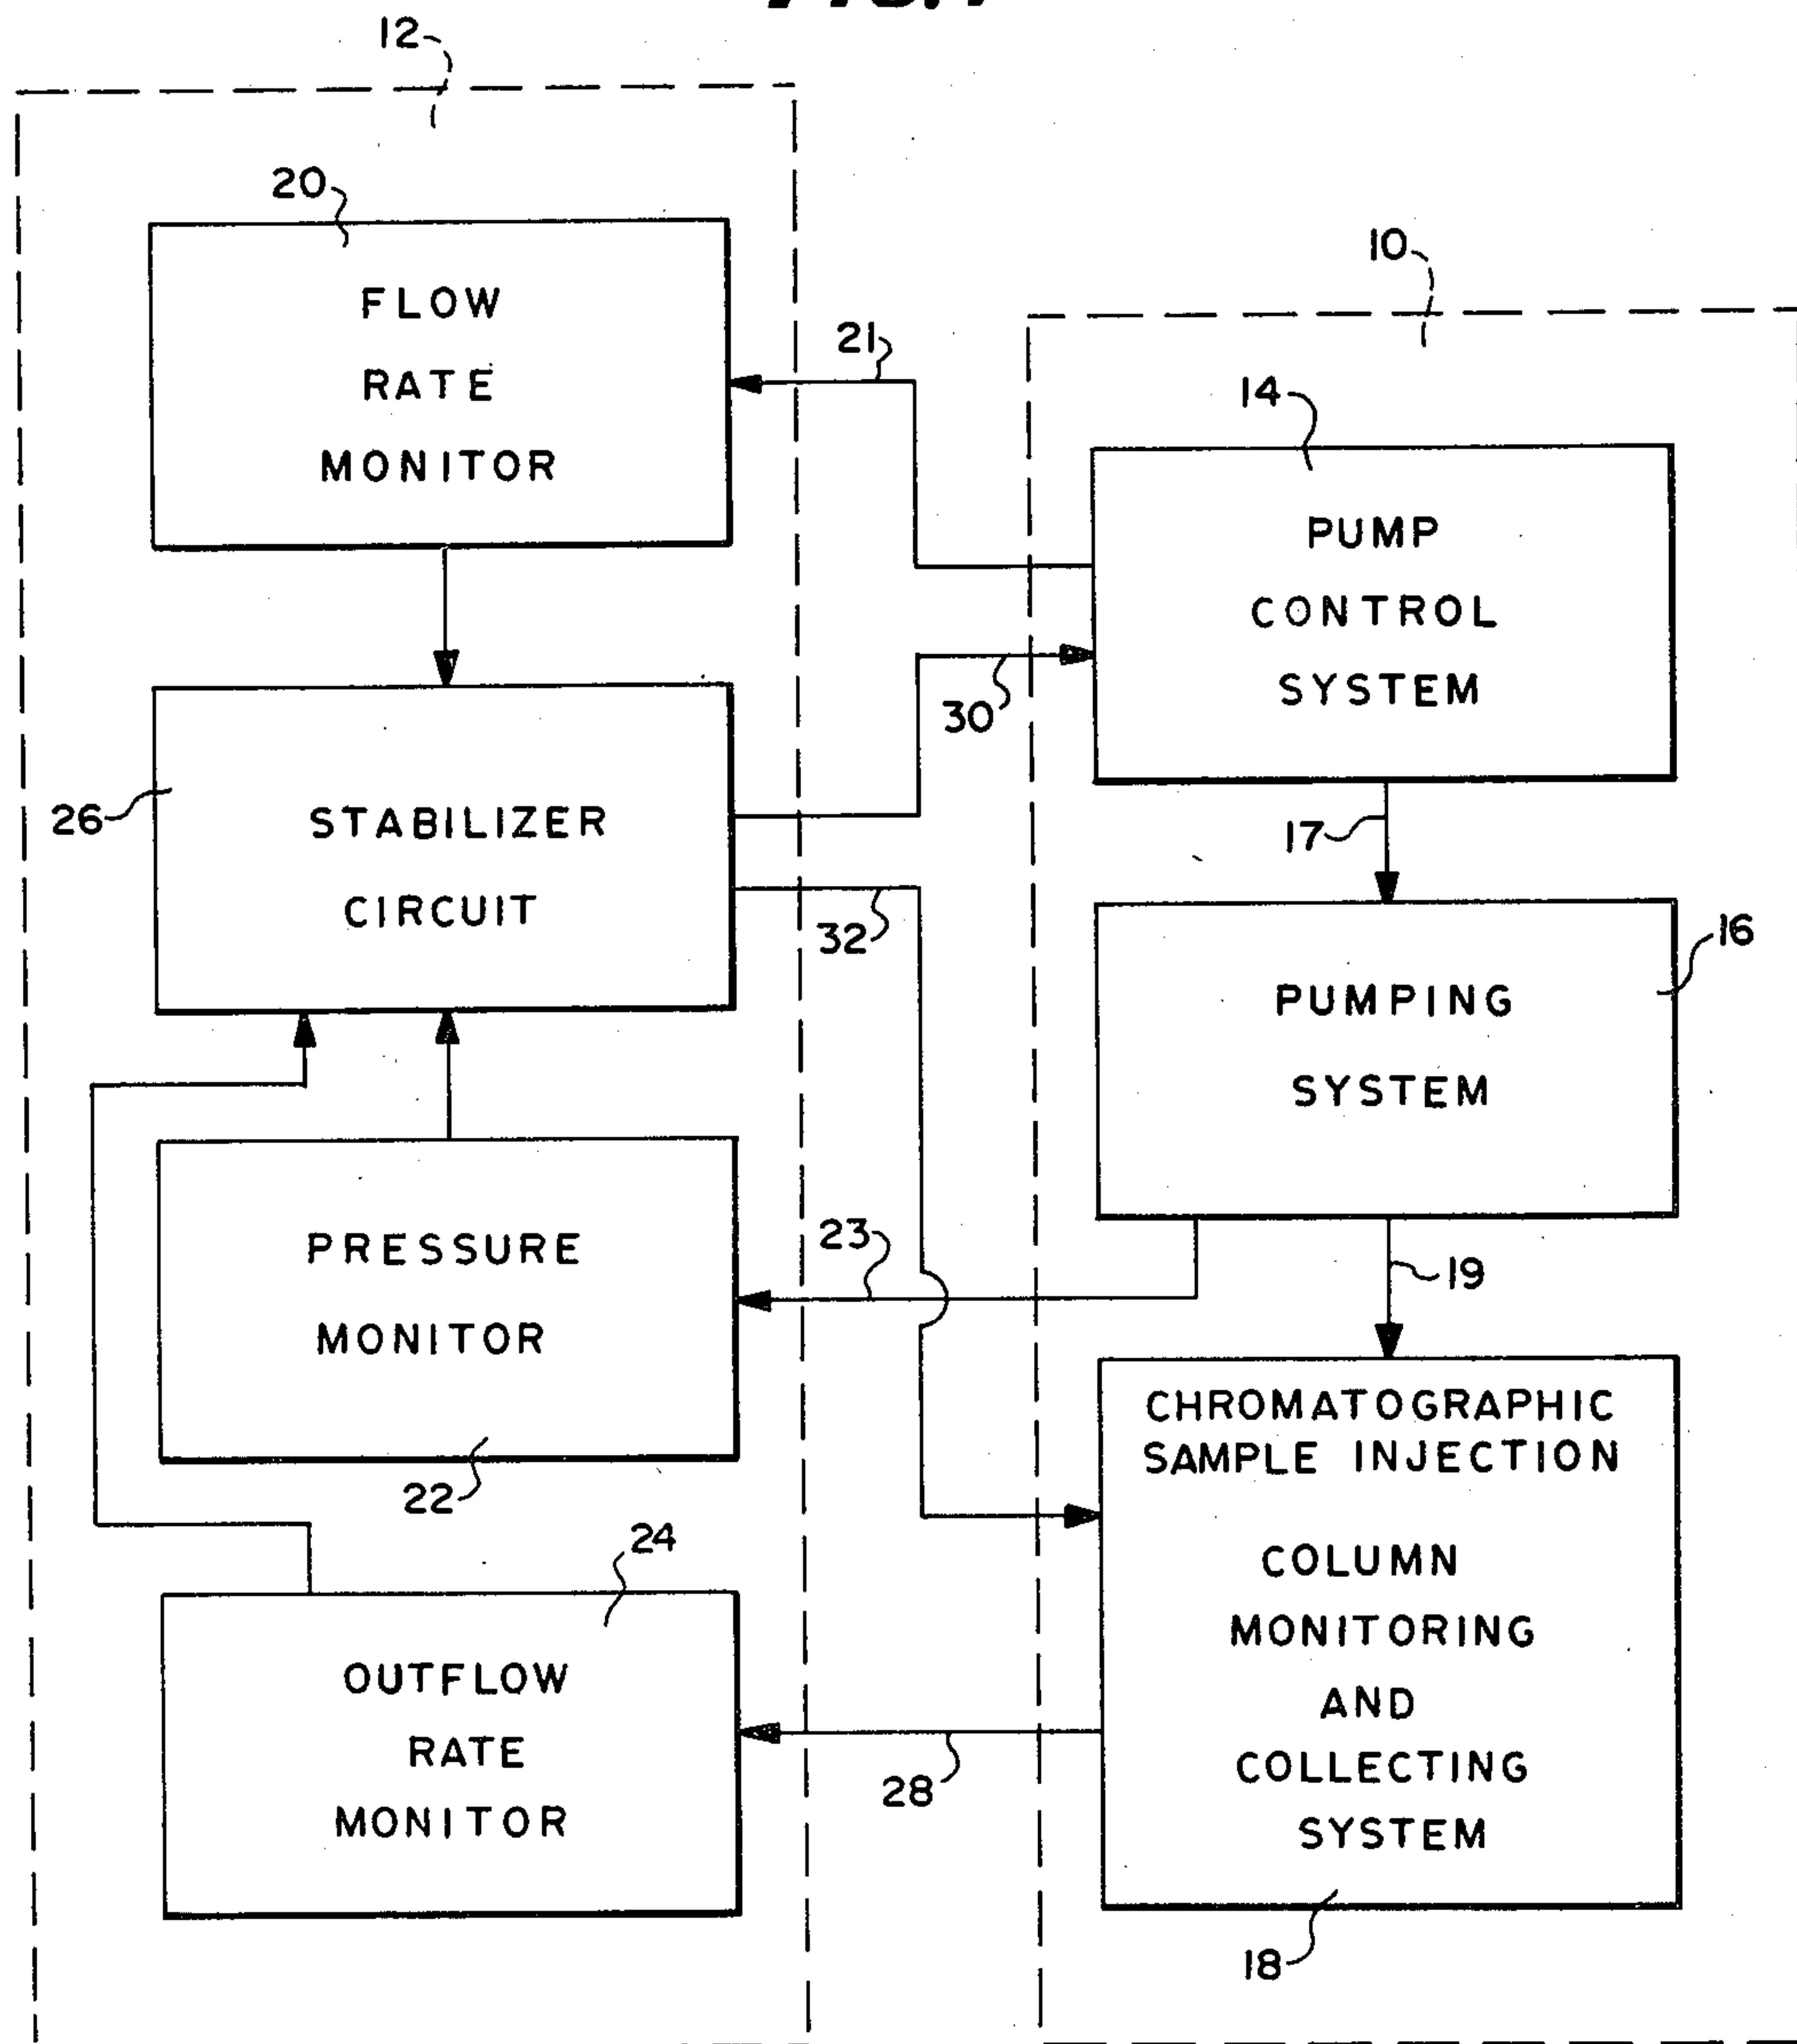 12
20
FLOW
RATE
MONITOR
21
10
14
PUMP
CONTROL
SYSTEM
30
17
26
STABILIZER
CIRCUIT
32
16
PUMPING
SYSTEM
23
19
PRESSURE
MONITOR
22
CHROMATOGRAPHIC
SAMPLE INJECTION
COLUMN
MONITORING
AND
COLLECTING
SYSTEM
24
OUTFLOW
RATE
MONITOR
28
18